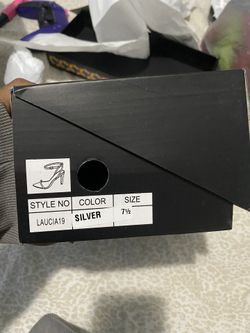 STYLE NO COLOR SIZE
LAUCIA19 SILVER 7½